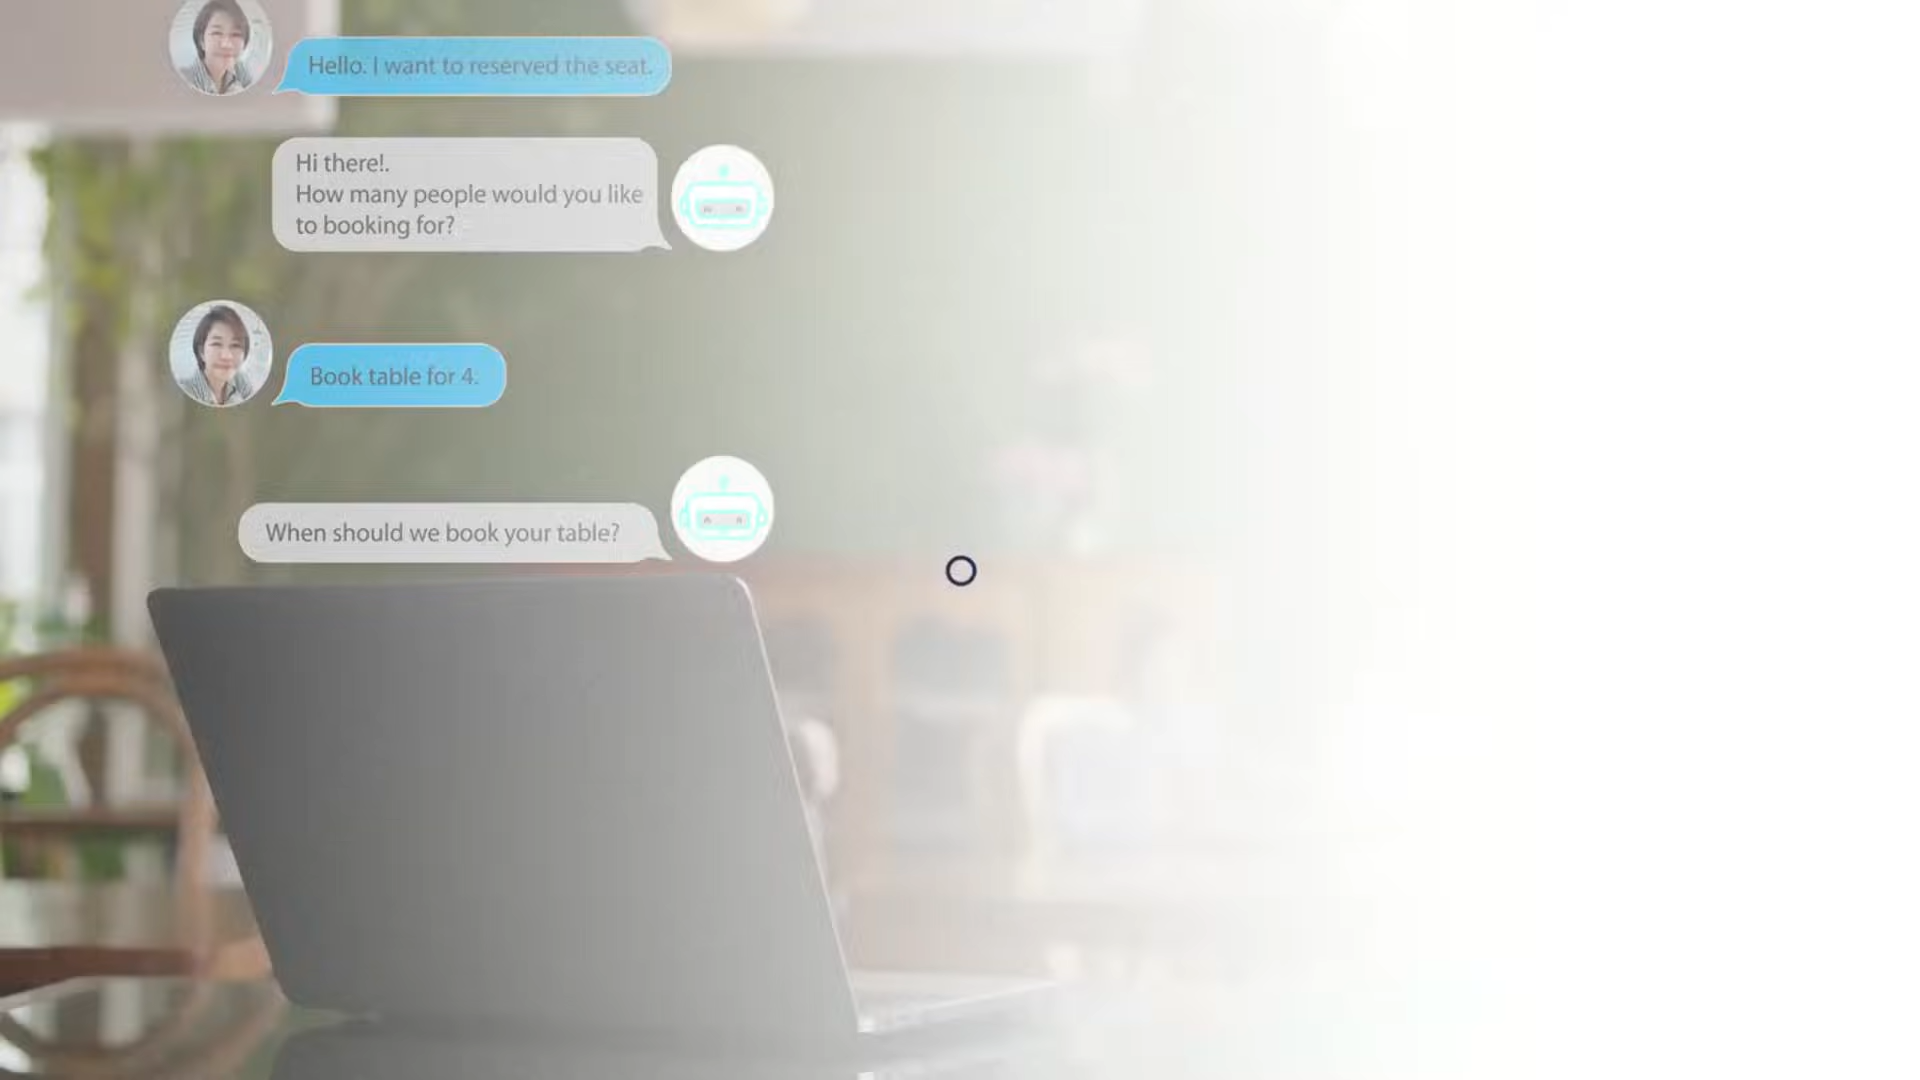 Hello. I want to reserved the seat.
Hi there!.
How many people would you like
to booking for?
Book table for 4.
When should we book your table?